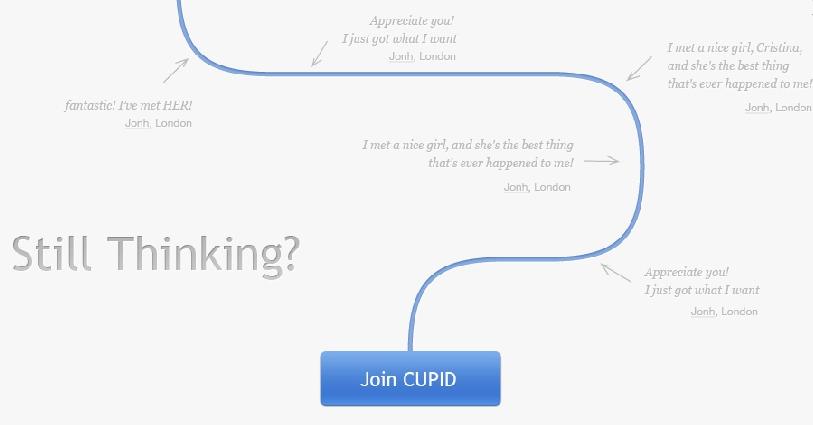 Appreciate you!
I just got what I want
Jonh, London
I met a nice girl, Cristina,
and she's the best thing
that's ever happened to me!
Jonh, London
fantastic! I've met HER!
Jonh, London
I met a nice girl, and she's the best thing
that's ever happened to me!
Jonh, London
Still Thinking?
Appreciate you!
I just got what I want
Jonh, London
Join CUPID